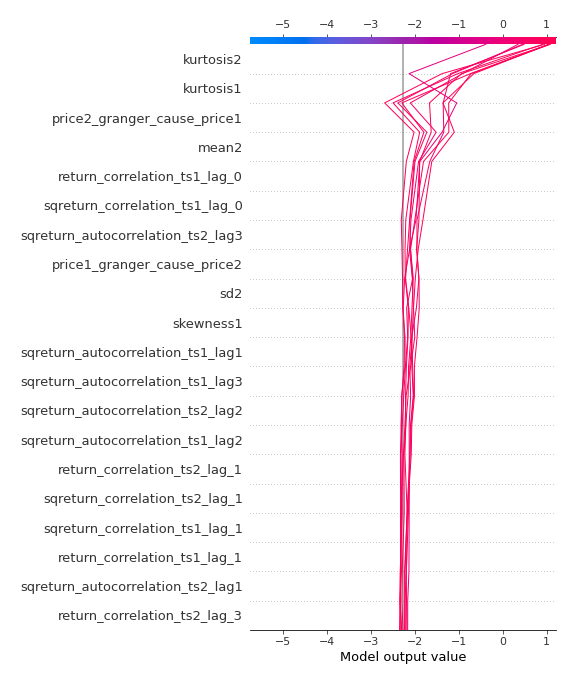 −5 −4 −3 −2 −1 0 1
kurtosis2
kurtosis1
price2_granger_cause_price1
mean2
return_correlation_ts1_lag_0
sqreturn_correlation_ts1_lag_0
sqreturn_autocorrelation_ts2_lag3
price1_granger_cause_price2
sd2
skewness1
sqreturn_autocorrelation_ts1_lag1
sqreturn_autocorrelation_ts1_lag3
sqreturn_autocorrelation_ts2_lag2
sqreturn_autocorrelation_ts1_lag2
return_correlation_ts2_lag_1
sqreturn_correlation_ts2_lag_1
sqreturn_correlation_ts1_lag_1
return_correlation_ts1_lag_1
sqreturn_autocorrelation_ts2_lag1
return_correlation_ts2_lag_3
−5 −4 −3 −2 −1 0 1
Model output value